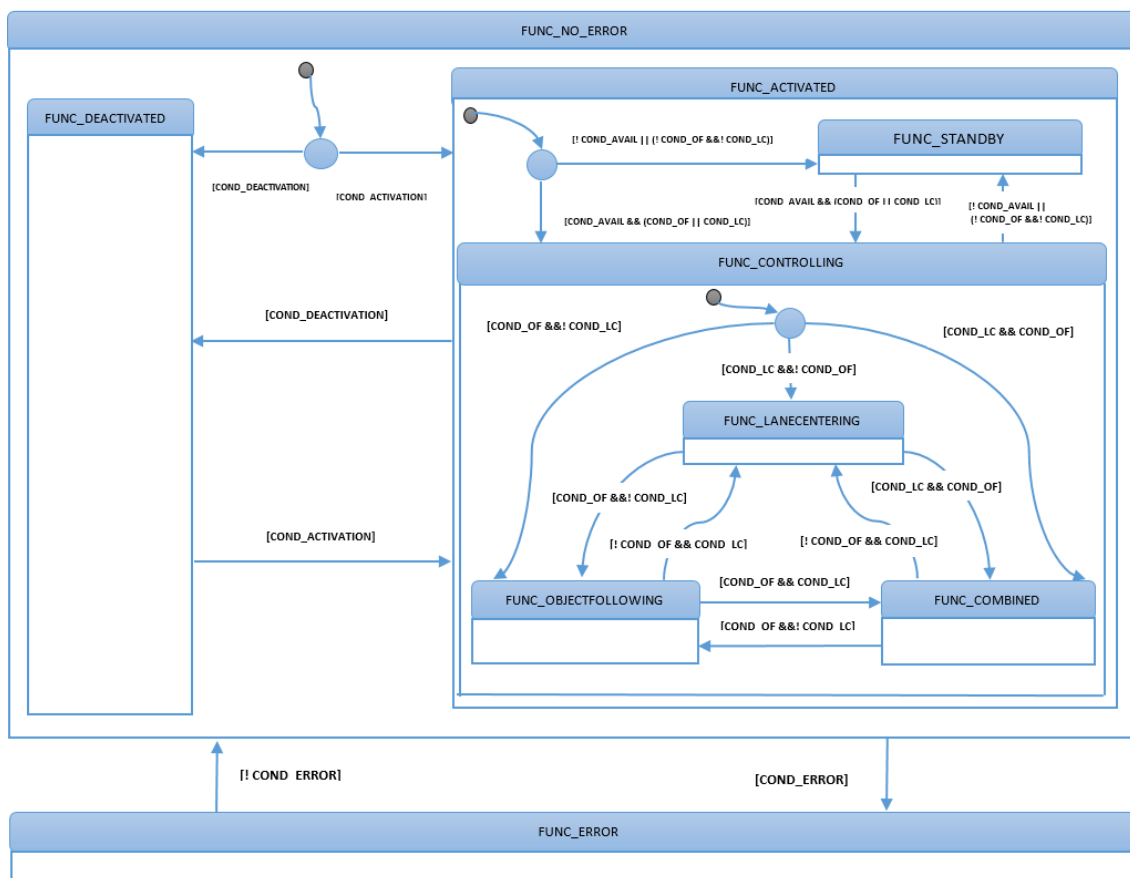 FUNC_NO_ERROR
FUNC_ACTIVATED
FUNC_DEACTIVATED
[! COND_AVAIL || (! COND_OF &&! COND_LC)]
FUNC_STANDBY
[COND_DEACTIVATION]
[COND_ACTIVATION]
[COND_AVAIL && (COND_OF || COND_LC)]
[! COND_AVAIL ||
(! COND_OF &&! COND_LC)]
[COND_AVAIL && (COND_OF || COND_LC)]
FUNC_CONTROLLING
[COND_DEACTIVATION]
[COND_OF &&! COND_LC]
[COND_LC && COND_OF]
[COND_LC &&! COND_OF]
FUNC_LANECENTERING
[COND_OF &&! COND_LC]
[COND_LC && COND_OF]
[COND_ACTIVATION]
[! COND_OF && COND_LC]
[! COND_OF && COND_LC]
[COND_OF && COND_LC]
FUNC_OBJECTFOLLOWING
FUNC_COMBINED
[COND_OF &&! COND_LC]
[! COND_ERROR]
[COND_ERROR]
FUNC_ERROR